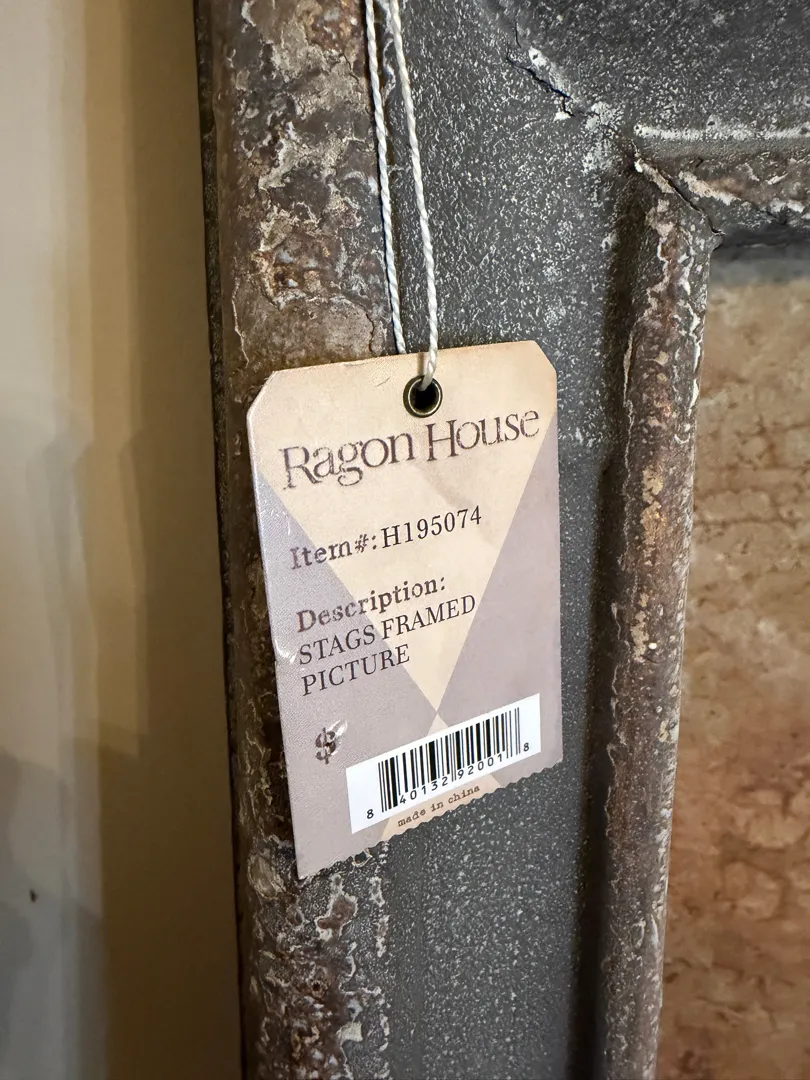 Ragon House
Item#: H195074
Description:
STAGS FRAMED
PICTURE
$
8 40132 92001 8
made in china